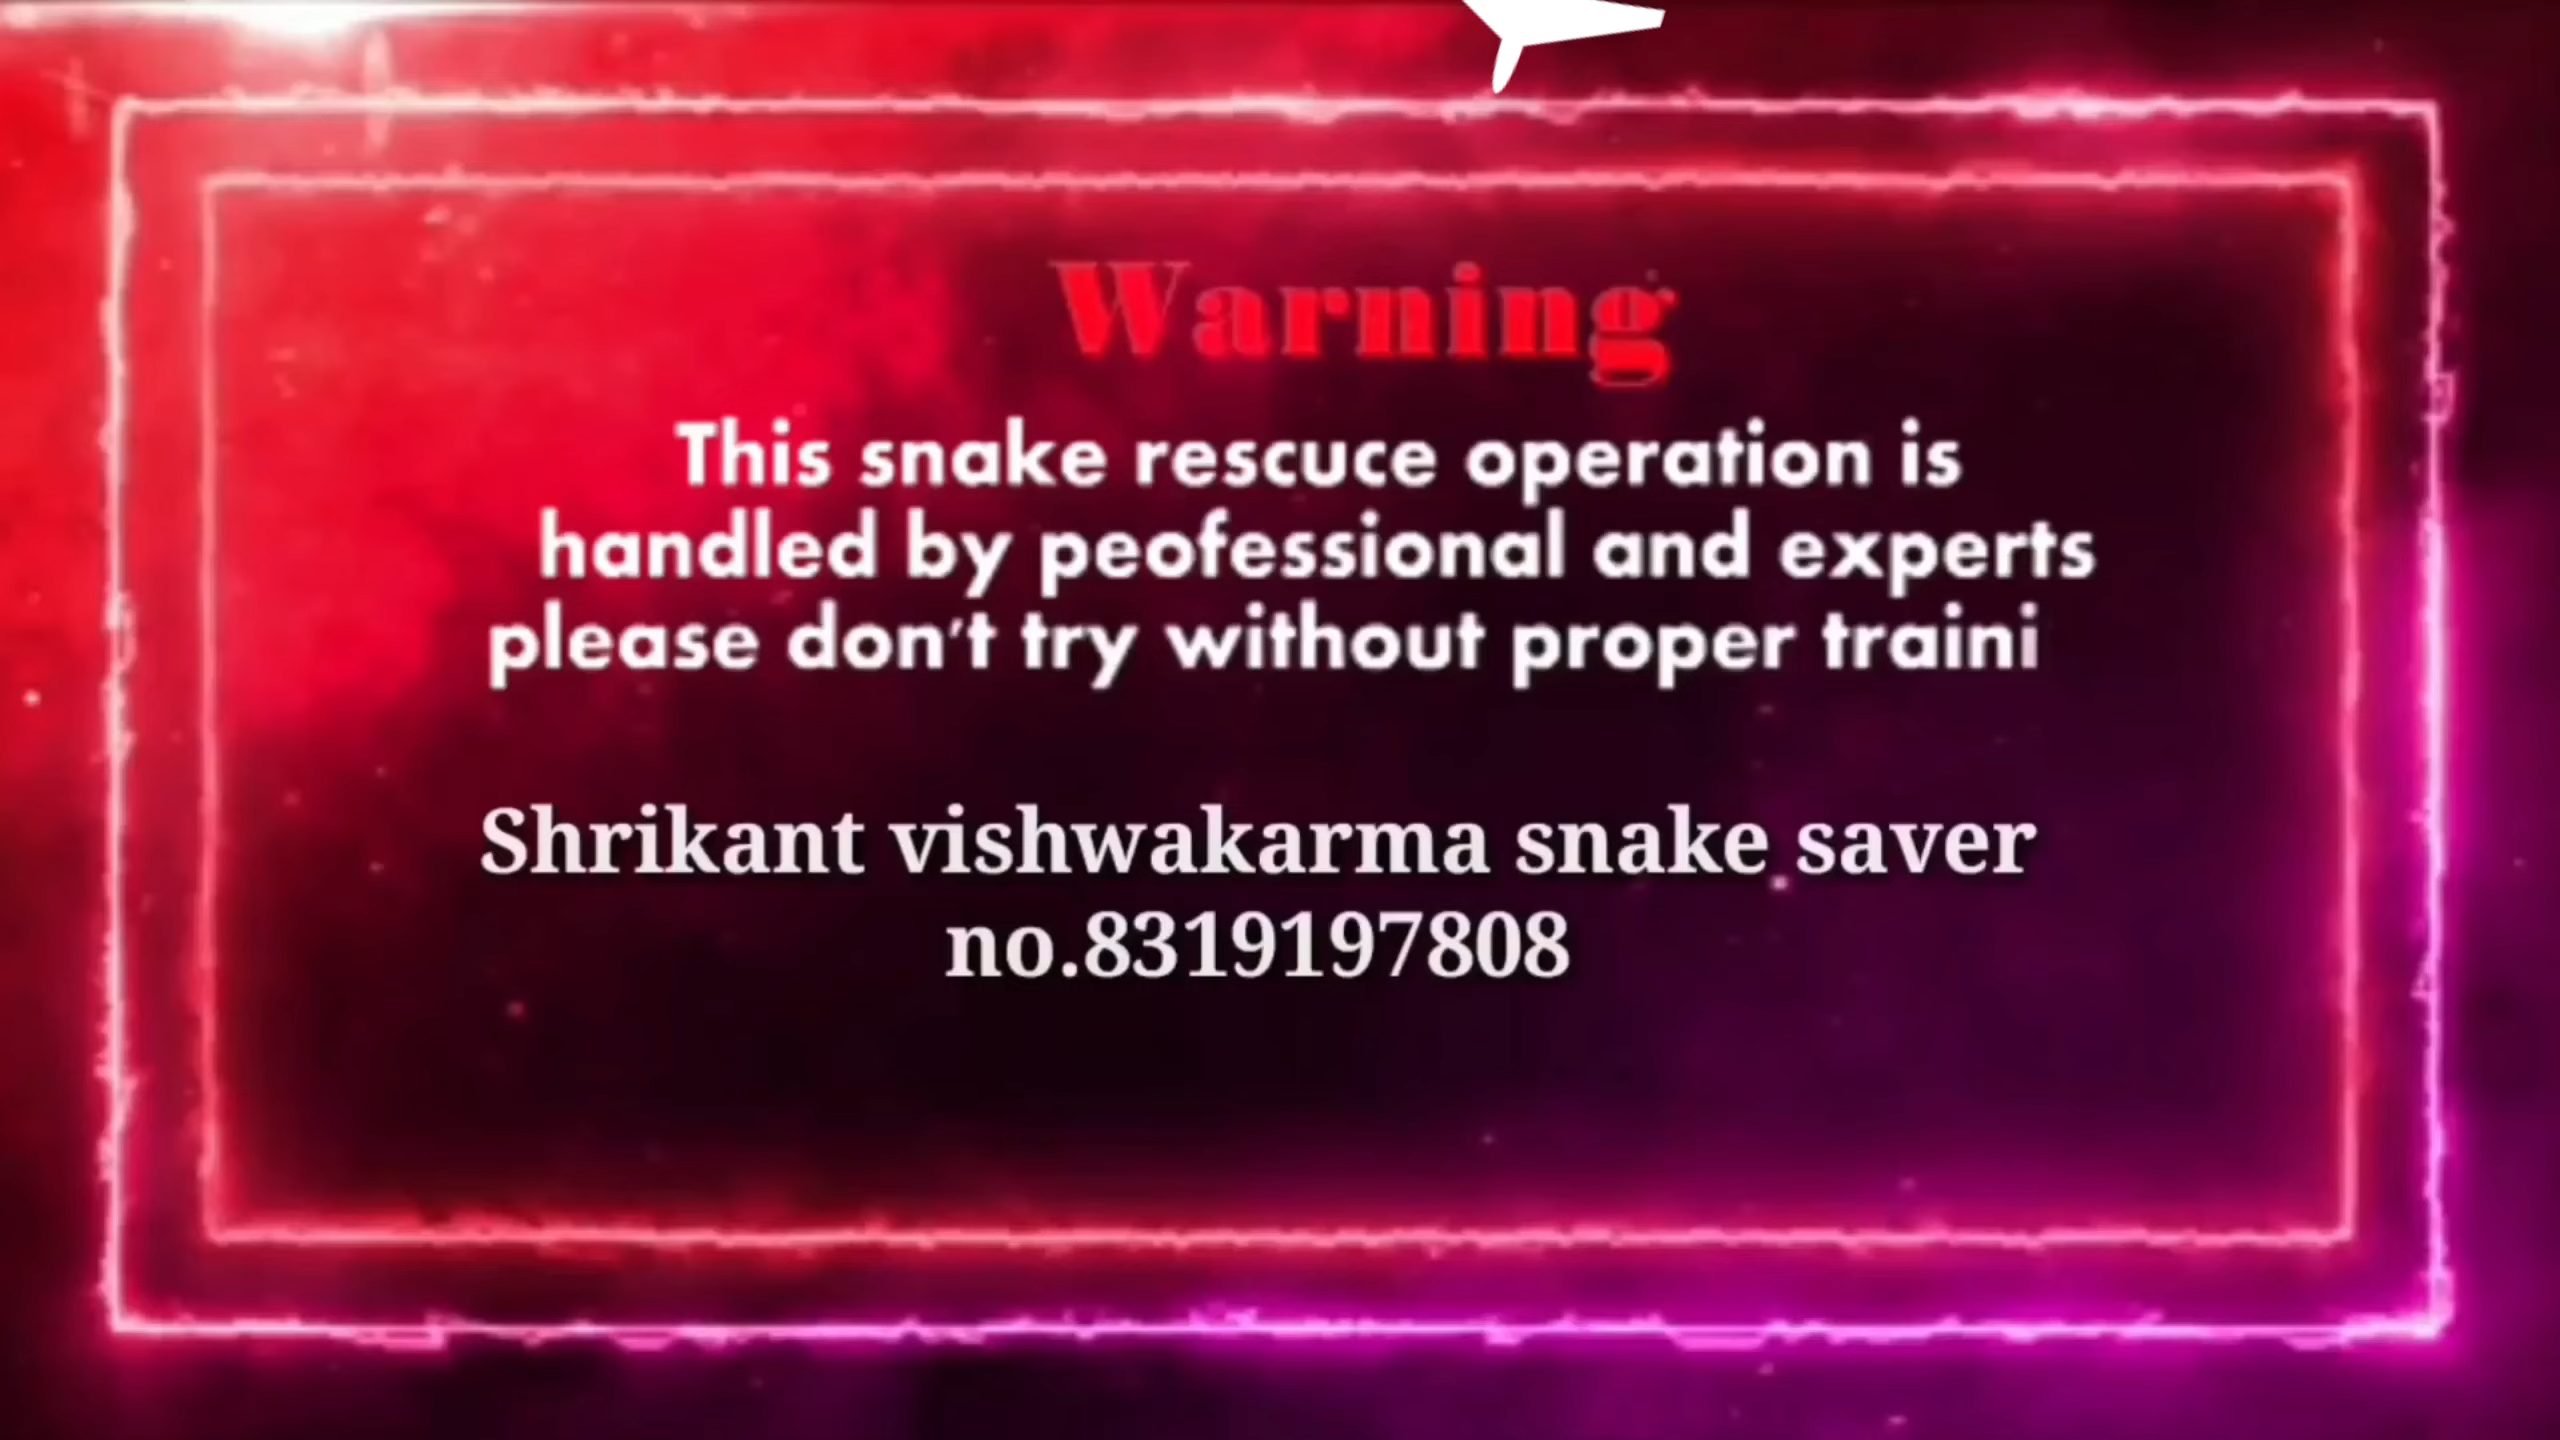 Warning
This snake rescuce operation is
handled by peofessional and experts
please don't try without proper traini
Shrikant vishwakarma snake saver
no.8319197808